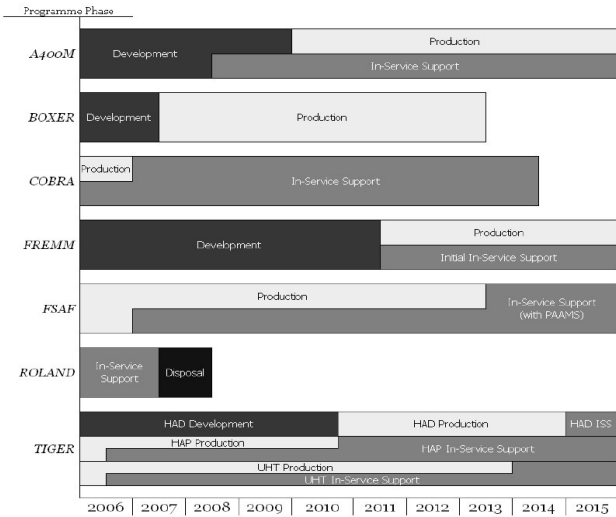 Programme Phase
A400M
Development
Production
In-Service Support
BOXER
Development
Production
COBRA
Production
In-Service Support
FREMM
Development
Production
Initial In-Service Support
FSAF
Production
In-Service Support
(with PAAMS)
ROLAND
In-Service
Support
Disposal
TIGER
HAD Development
HAD Production
HAD ISS
HAP Production
HAP In-Service Support
UHT Production
UHT In-Service Support
2006 2007 2008 2009 2010 2011 2012 2013 2014 2015